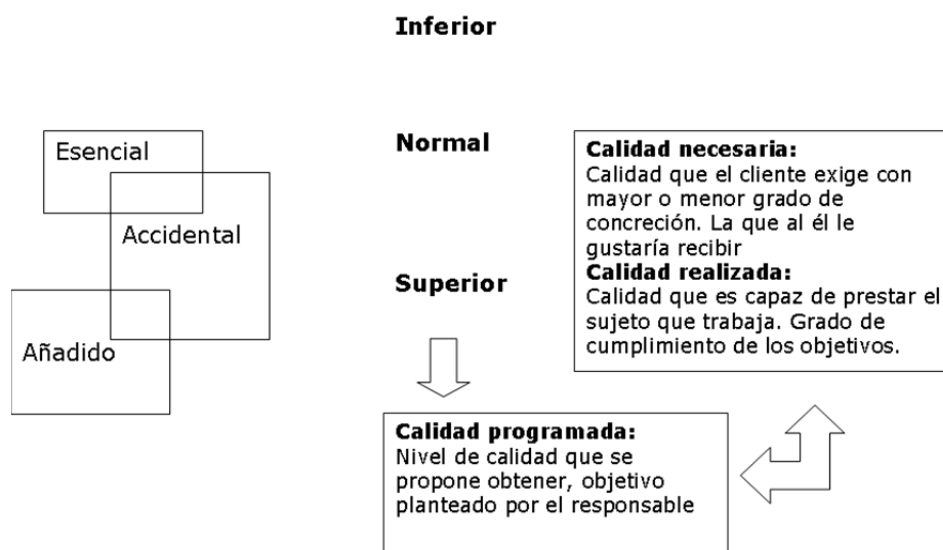 Inferior
Esencial
Accidental
Añadido
Normal
Superior
Calidad necesaria:
Calidad que el cliente exige con
mayor o menor grado de
concreción. La que al él le
gustaría recibir
Calidad realizada:
Calidad que es capaz de prestar el
sujeto que trabaja. Grado de
cumplimiento de los objetivos.
Calidad programada:
Nivel de calidad que se
propone obtener, objetivo
planteado por el responsable